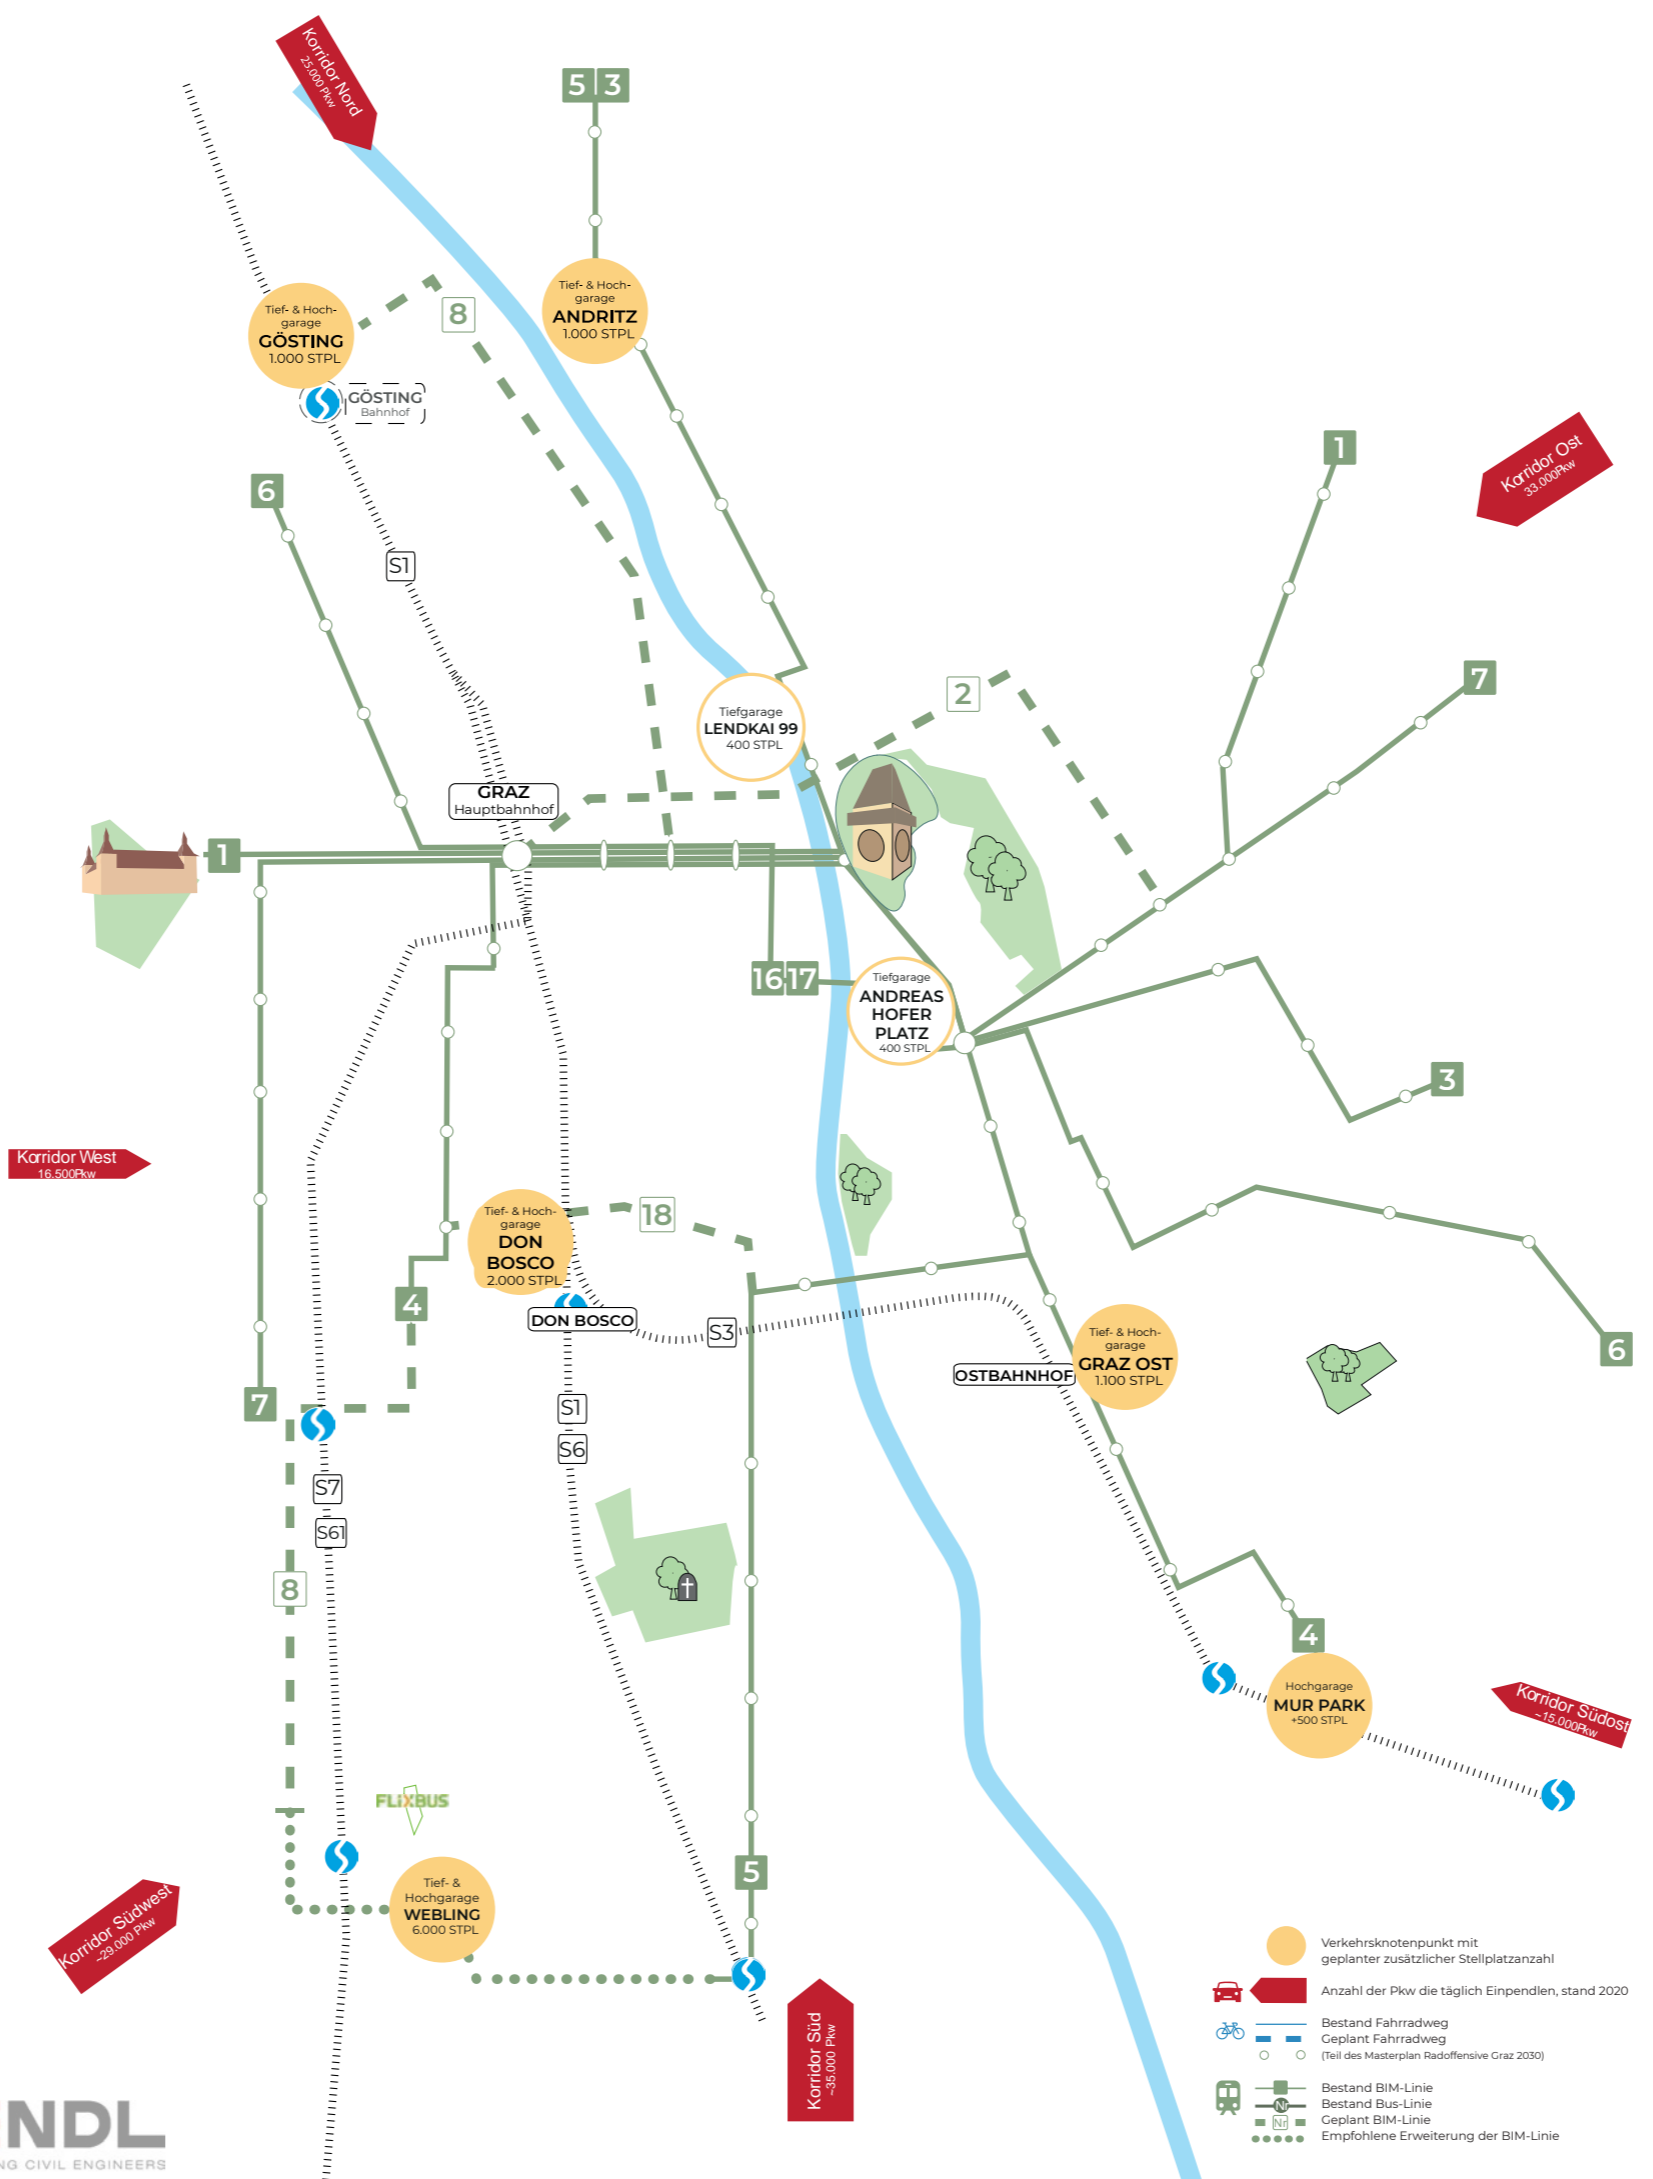 Korridor Nord
25.000 Pkw
5 3
Tief- & Hoch-
garage
GÖSTING
1.000 STPL
GÖSTING
Bahnhof
8
Tief- & Hoch-
garage
ANDRITZ
1.000 STPL
Korridor Ost
33.000Pkw
1
6
S1
7
2
Tiefgarage
LENDKAI 99
400 STPL
GRAZ
Hauptbahnhof
1
16 17
Tiefgarage
ANDREAS
HOFER
PLATZ
400 STPL
3
Korridor West
16.500Pkw
Tief- & Hoch-
garage
DON
BOSCO
2.000 STPL
18
4
DON BOSCO
S3
OSTBAHNHOF
Tief- & Hoch-
garage
GRAZ OST
1.100 STPL
6
7
S1
S6
S7
S61
8
4
Hochgarage
MUR PARK
+500 STPL
Korridor Südost
~15.000Pkw
FLiXBUS
5
Tief- &
Hochgarage
WEBLING
6.000 STPL
Korridor Südwest
~29.000 Pkw
Korridor Süd
~35.000 Pkw
Verkehrsknotenpunkt mit
geplanter zusätzlicher Stellplatzanzahl
Anzahl der Pkw die täglich Einpendlen, stand 2020
Bestand Fahrradweg
Geplant Fahrradweg
(Teil des Masterplan Radoffensive Graz 2030)
Bestand BIM-Linie
Nr Bestand Bus-Linie
Nr Geplant BIM-Linie
Empfohlene Erweiterung der BIM-Linie
NDL
NG CIVIL ENGINEERS